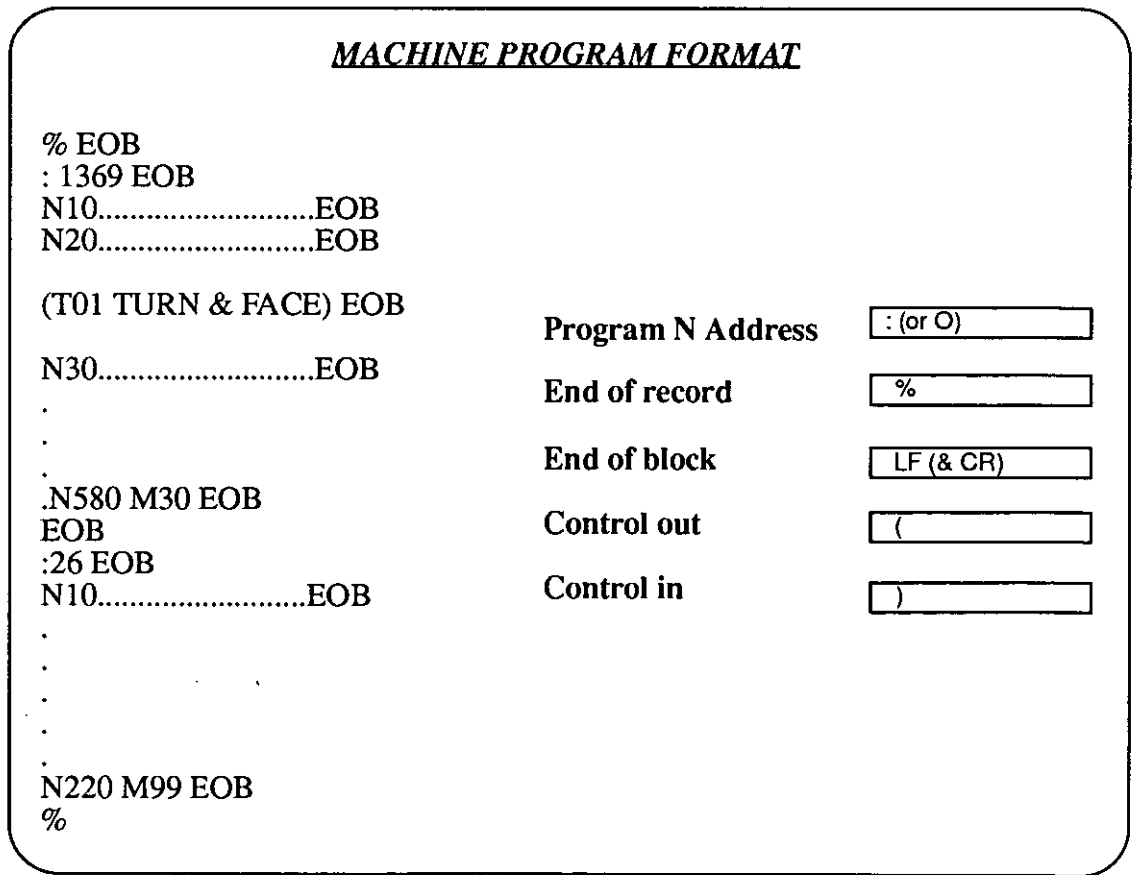 MACHINE PROGRAM FORMAT
% EOB
: 1369 EOB
N10..........................EOB
N20..........................EOB
(T01 TURN & FACE) EOB
N30..........................EOB
.
.
.
.N580 M30 EOB
EOB
:26 EOB
N10.........................EOB
.
.
.
.
.
N220 M99 EOB
%
Program N Address : (or O)
End of record %
End of block LF (& CR)
Control out (
Control in )